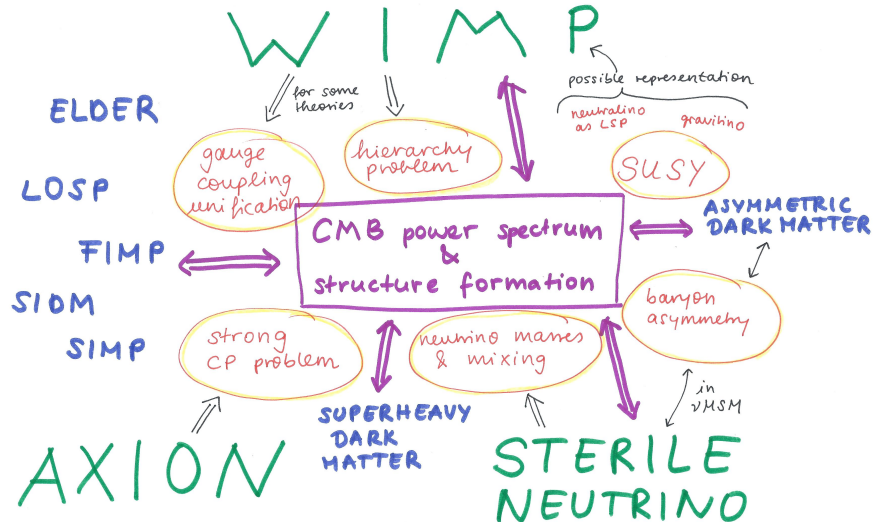 WIMP
possible representation
for some
theories
neutralino
as LSP
gravitino
ELDER
gauge
coupling
unification
hierarchy
problem
SUSY
LOSP
ASYMMETRIC
DARK MATTER
CMB power spectrum
&
structure formation
FIMP
SIDM
SIMP
baryon
asymmetry
strong
CP problem
neutrino masses
& mixing
in
νMSM
SUPERHEAVY
DARK
MATTER
AXION
STERILE
NEUTRINO